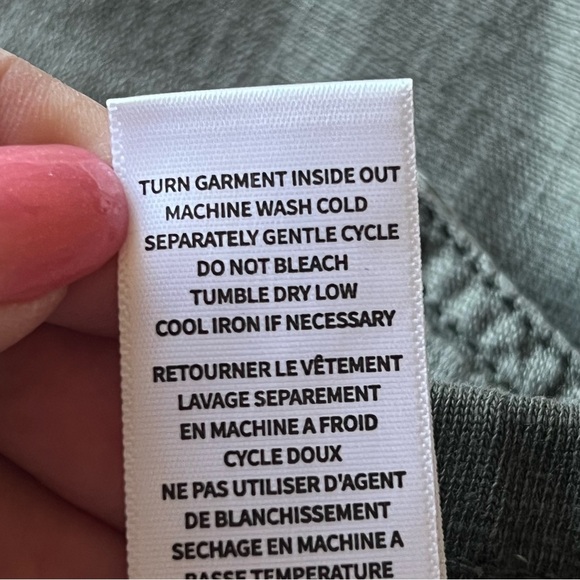 TURN GARMENT INSIDE OUT
MACHINE WASH COLD
SEPARATELY GENTLE CYCLE
DO NOT BLEACH
TUMBLE DRY LOW
COOL IRON IF NECESSARY
RETOURNER LE VÊTEMENT
LAVAGE SEPAREMENT
EN MACHINE A FROID
CYCLE DOUX
NE PAS UTILISER D'AGENT
DE BLANCHISSEMENT
SECHAGE EN MACHINE A
BASSE TEMPERATURE